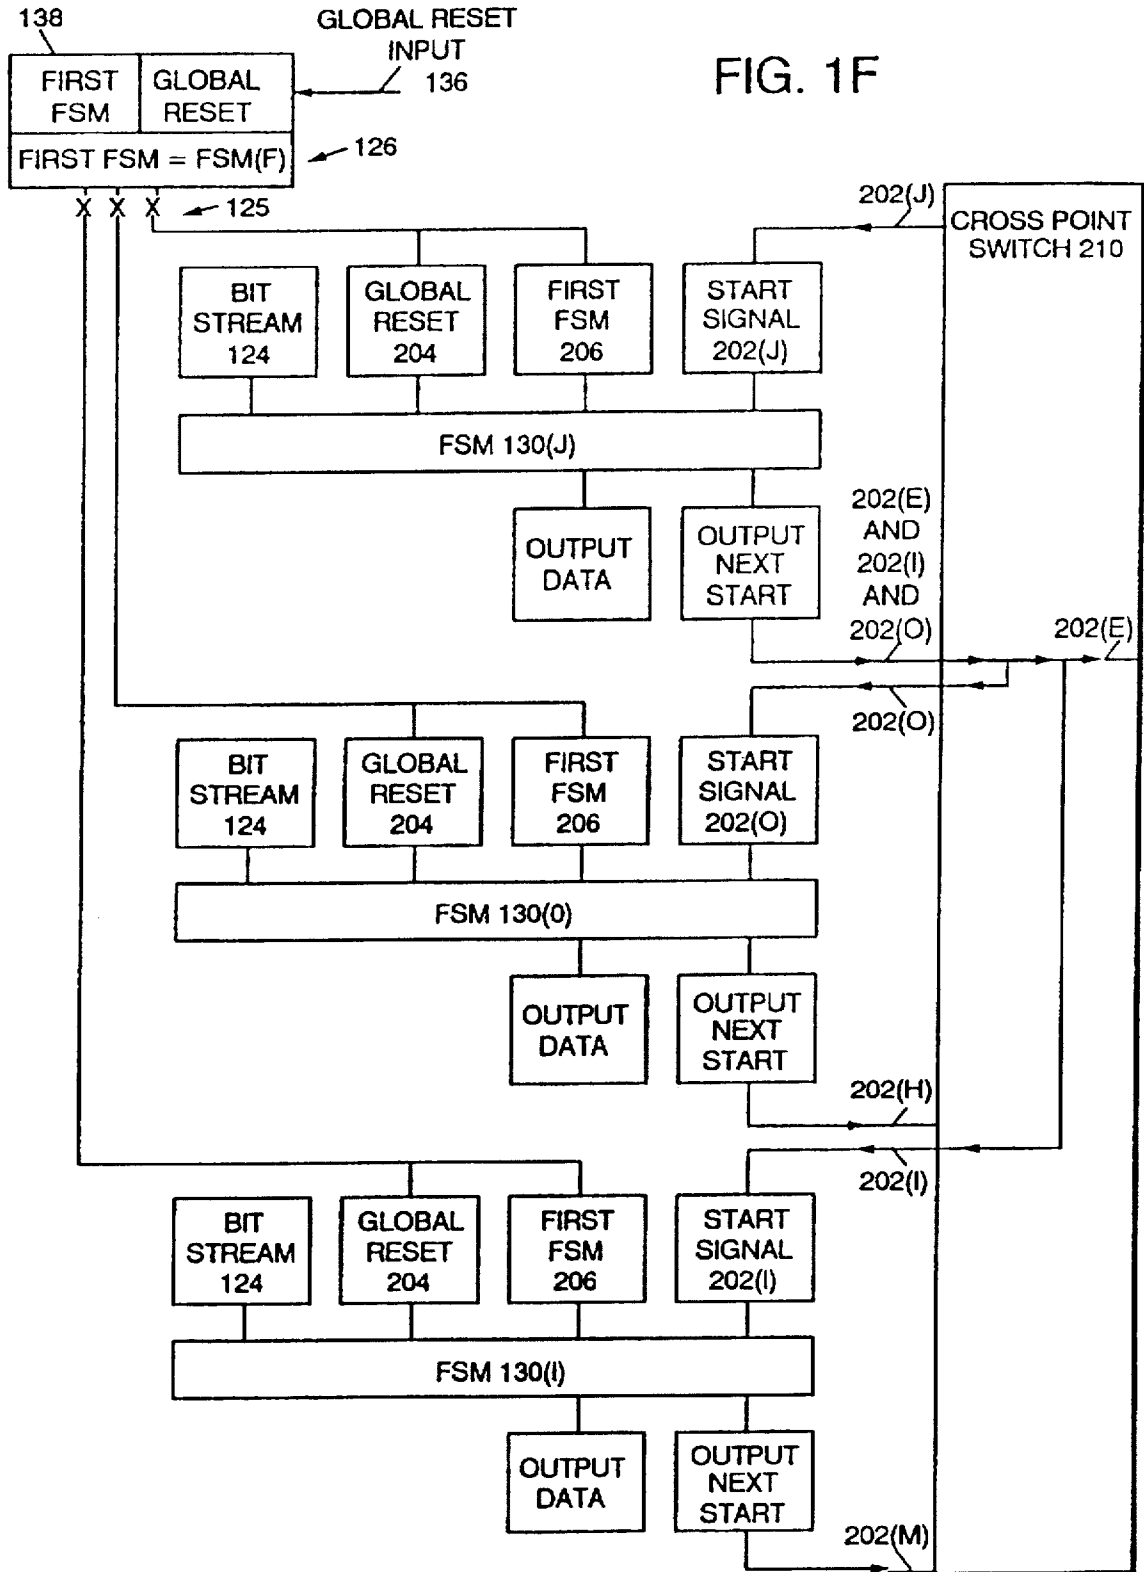 138
GLOBAL RESET
INPUT
136
FIG. 1F
FIRST
FSM
GLOBAL
RESET
FIRST FSM = FSM(F)
126
X X X
125
202(J)
CROSS POINT
SWITCH 210
BIT
STREAM
124
GLOBAL
RESET
204
FIRST
FSM
206
START
SIGNAL
202(J)
FSM 130(J)
OUTPUT
DATA
OUTPUT
NEXT
START
202(E)
AND
202(I)
AND
202(O)
202(E)
202(O)
BIT
STREAM
124
GLOBAL
RESET
204
FIRST
FSM
206
START
SIGNAL
202(O)
FSM 130(0)
OUTPUT
DATA
OUTPUT
NEXT
START
202(H)
202(I)
BIT
STREAM
124
GLOBAL
RESET
204
FIRST
FSM
206
START
SIGNAL
202(I)
FSM 130(I)
OUTPUT
DATA
OUTPUT
NEXT
START
202(M)